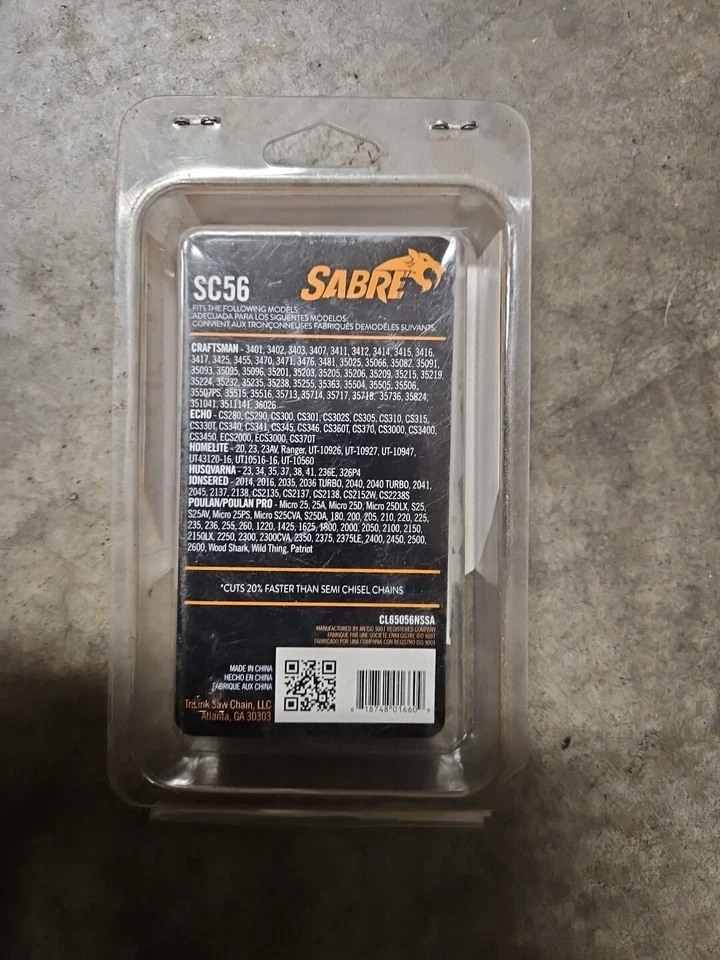 SC56
SABRE
FITS THE FOLLOWING MODELS:
ADECUADA PARA LOS SIGUENTES MODELOS:
CONVIENT AUX TRONÇONNEUSES FABRIQUÉS DEMODÈLES SUIVANTS:
CRAFTSMAN - 3401, 3402, 3403, 3407, 3411, 3412, 3414, 3415, 3416,
3417, 3425, 3455, 3470, 3471, 3476, 3481, 35025, 35066, 35082, 35091,
35093, 35095, 35096, 35201, 35203, 35205, 35206, 35209, 35215, 35219,
35224, 35232, 35235, 35238, 35255, 35363, 35504, 35505, 35506,
35507PS, 35515, 35516, 35713, 35714, 35717, 35718, 35736, 35824,
351041, 3511141, 36026
ECHO - CS280, CS290, CS300, CS301, CS302S, CS305, CS310, CS315,
CS330T, CS340, CS341, CS345, CS346, CS360T, CS370, CS3000, CS3400,
CS3450, ECS2000, ECS3000, CS370T
HOMELITE - 20, 23, 23AV, Ranger, UT-10926, UT-10927, UT-10947,
UT43120-16, UT10516-16, UT-10560
HUSQVARNA - 23, 34, 35, 37, 38, 41, 236E, 326P4
JONSERED - 2014, 2016, 2035, 2036 TURBO, 2040, 2040 TURBO, 2041,
2045, 2137, 2138, CS2135, CS2137, CS2138, CS2152W, CS2238S
POULAN/POULAN PRO - Micro 25, 25A, Micro 25D, Micro 25DLX, S25,
S25AV, Micro 25PS, Micro S25CVA, S25DA, 180, 200, 205, 210, 220, 225,
235, 236, 255, 260, 1220, 1425, 1625, 1800, 2000, 2050, 2100, 2150,
2150LX, 2250, 2300, 2300CVA, 2350, 2375, 2375LE, 2400, 2450, 2500,
2600, Wood Shark, Wild Thing, Patriot
*CUTS 20% FASTER THAN SEMI CHISEL CHAINS
CL65056NSSA
MANUFACTURED BY AN ISO 9001 REGISTERED COMPANY
FABRIQUÉ PAR UNE SOCIÉTÉ ENREGISTRÉ ISO 9001
FABRICADO POR UNA COMPANIA CON REGISTRO ISO 9001
MADE IN CHINA
HECHO EN CHINA
FABRIQUE AUX CHINA
TriLink Saw Chain, LLC
Atlanta, GA 30303
8 18748 01660 9